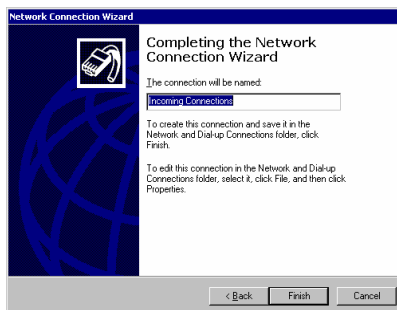 Network Connection Wizard
Completing the Network
Connection Wizard
The connection will be named:
Incoming Connections
To create this connection and save it in the
Network and Dial-up Connections folder, click
Finish.
To edit this connection in the Network and Dial-up
Connections folder, select it, click File, and then click
Properties.
< Back
Finish
Cancel